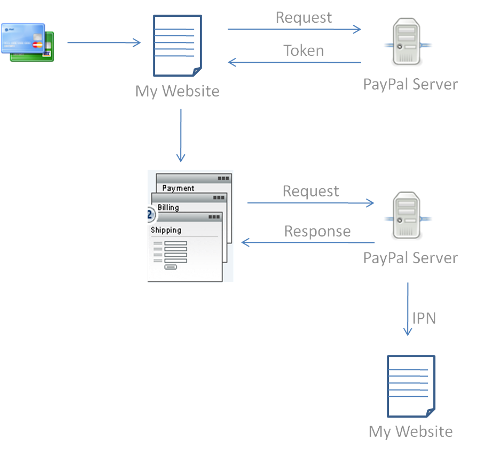 Request
Token
My Website
PayPal Server
Payment
Billing
2
Shipping
Request
Response
PayPal Server
IPN
My Website